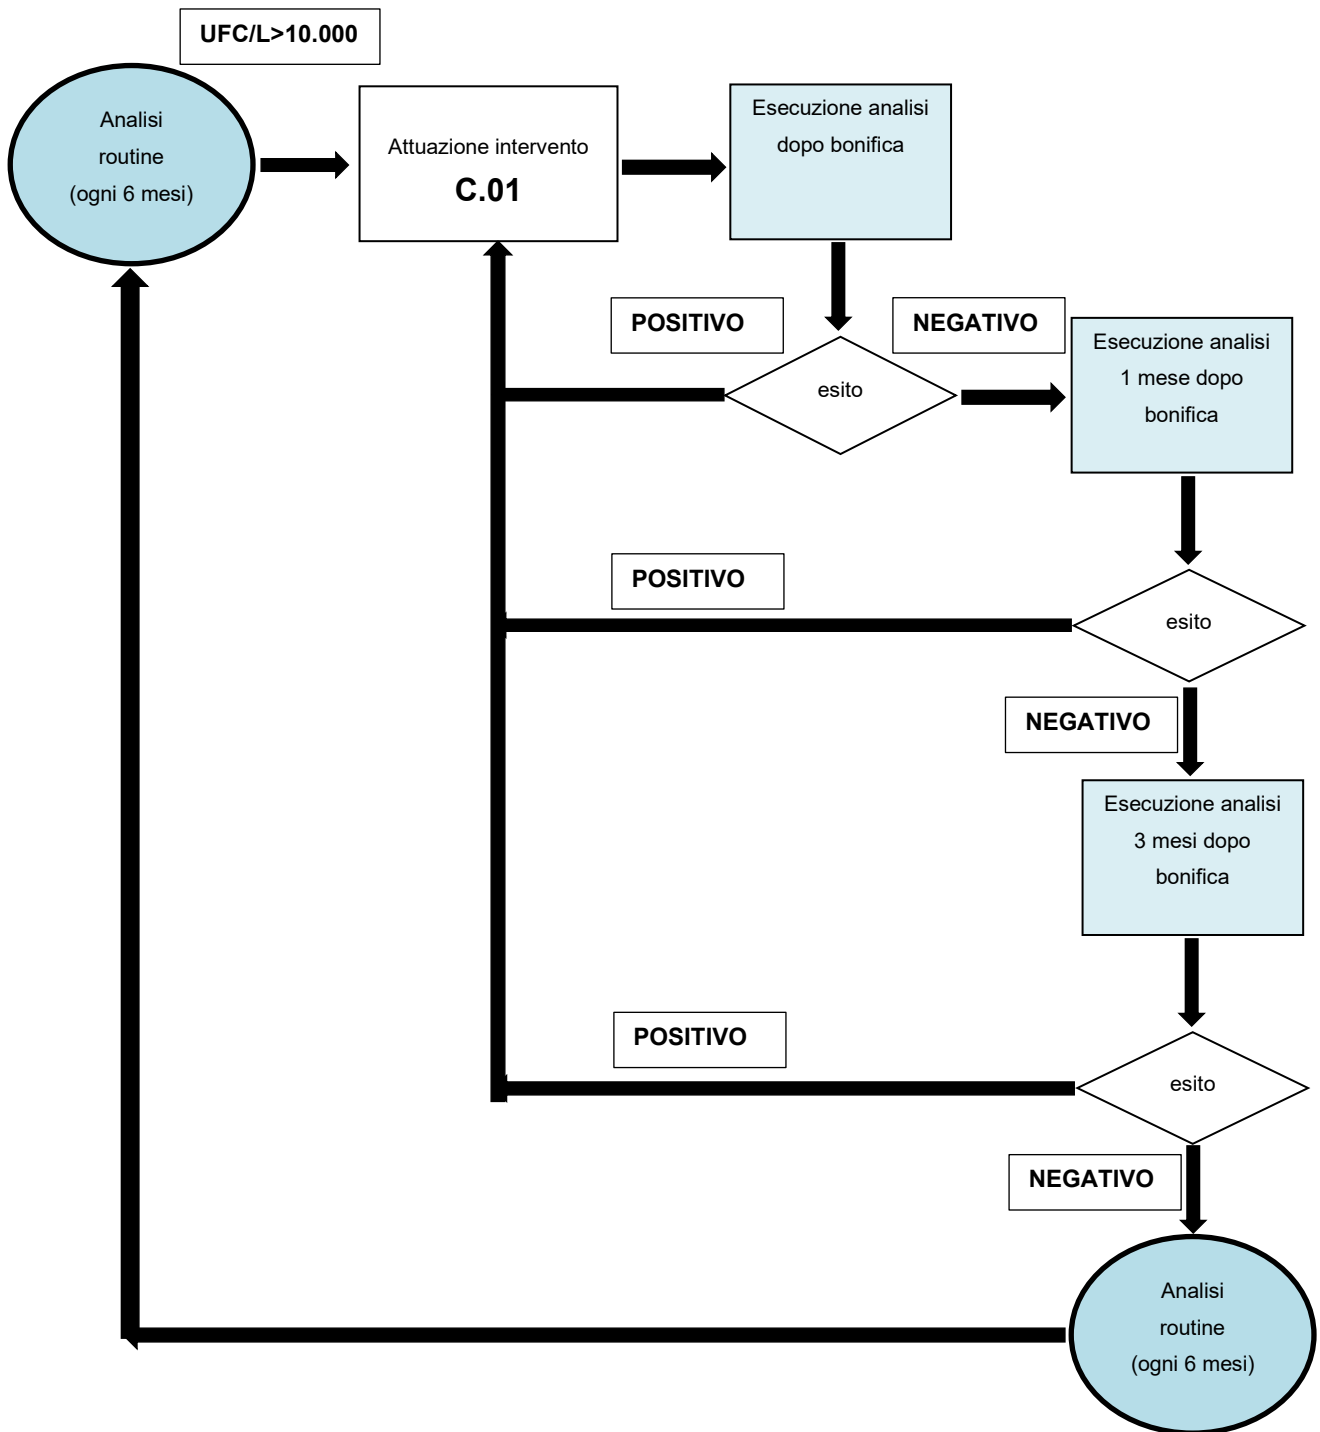 UFC/L>10.000
Analisi
routine
(ogni 6 mesi)
Attuazione intervento
C.01
Esecuzione analisi
dopo bonifica
POSITIVO
NEGATIVO
esito
Esecuzione analisi
1 mese dopo
bonifica
POSITIVO
esito
NEGATIVO
Esecuzione analisi
3 mesi dopo
bonifica
POSITIVO
esito
NEGATIVO
Analisi
routine
(ogni 6 mesi)